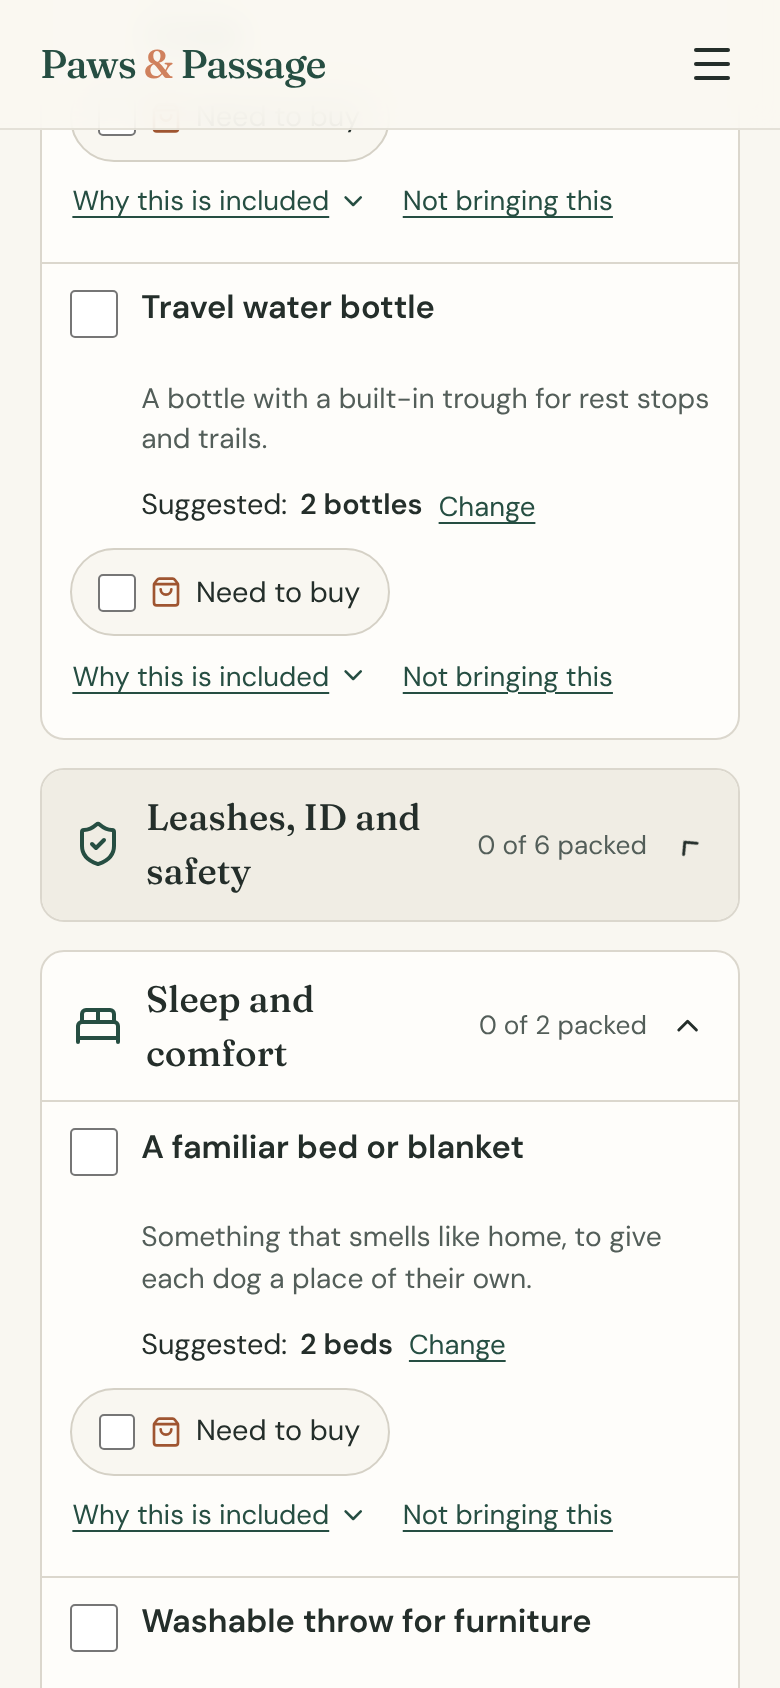 Paws & Passage
Need to buy
Why this is included
Not bringing this
Travel water bottle
A bottle with a built-in trough for rest stops
and trails.
Suggested: 2 bottles Change
Need to buy
Why this is included
Not bringing this
Leashes, ID and
safety
0 of 6 packed
Sleep and
comfort
0 of 2 packed
A familiar bed or blanket
Something that smells like home, to give
each dog a place of their own.
Suggested: 2 beds Change
Need to buy
Why this is included
Not bringing this
Washable throw for furniture